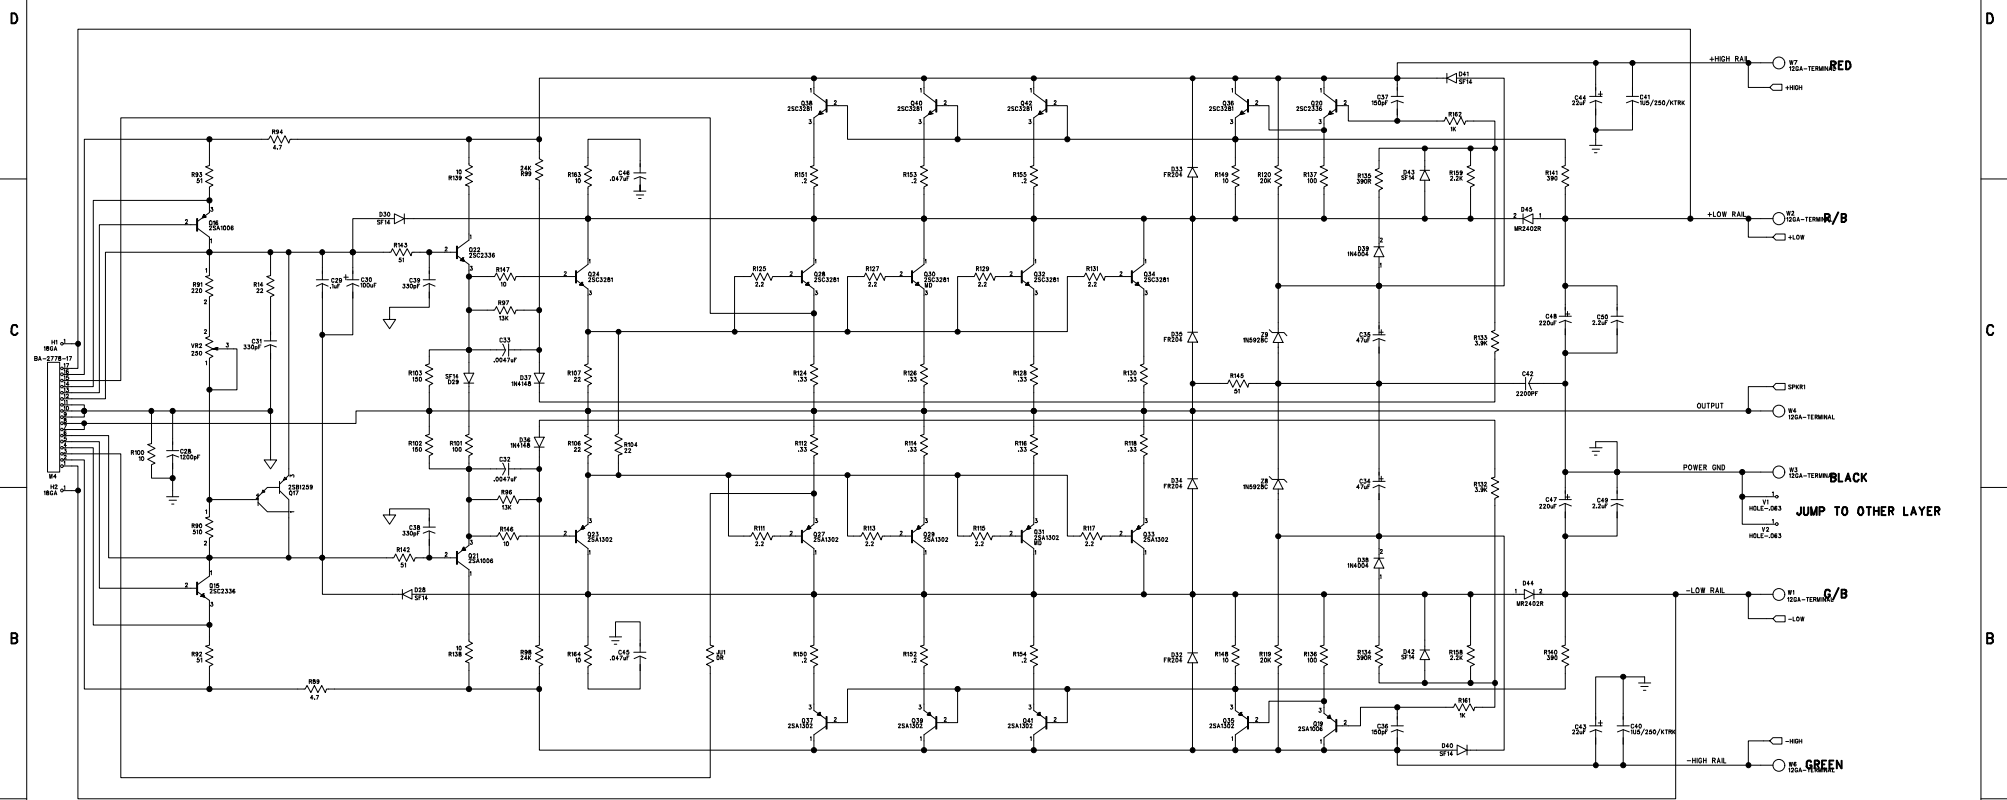 D
D
+HIGH RAIL
W7
12GA-TERMINAL
RED
+HIGH
D41
SF14
Q38
2SC3281
Q40
2SC3281
Q42
2SC3281
Q36
2SC3281
Q20
2SC2336
C37
150pF
R162
1K
C44
22uF
C41
1U5/250/KTRK
R94
4.7
R93
51
10
R139
24K
R99
R163
10
C46
.047uF
R151
.2
R153
.2
R155
.2
D33
FR204
R149
10
R120
20K
R137
100
R135
390R
D43
SF14
R159
2.2K
R141
390
Q16
2SA1006
D30
SF14
D45
MR2402R
+LOW RAIL
W2
12GA-TERMINAL
R/B
+LOW
R143
51
Q22
2SC2336
R91
220
R14
22
C29
.1uF
C30
100uF
C39
330pF
R147
10
Q24
2SC3281
R125
2.2
Q28
2SC3281
R127
2.2
Q30
2SC3281
MD
R129
2.2
Q32
2SC3281
R131
2.2
Q34
2SC3281
D39
1N4004
R97
13K
C
C
H1
18GA
BA-277B-17
VR2
250
C31
330pF
C33
.0047uF
D35
FR204
Z9
1N5928C
C35
47uF
R133
3.9K
C48
220uF
C50
2.2uF
R103
150
SF14
D29
D37
1N4148
R107
22
R124
.33
R126
.33
R128
.33
R130
.33
R145
51
C42
2200PF
SPKR1
OUTPUT
W4
12GA-TERMINAL
R100
10
C28
1200pF
R102
150
R101
100
D36
1N4148
R106
22
R104
22
R112
.33
R114
.33
R116
.33
R118
.33
M4
H2
18GA
2SB1259
Q17
C32
.0047uF
R96
13K
POWER GND
W3
12GA-TERMINAL
BLACK
D34
FR204
Z8
1N5928C
C34
47uF
R132
3.9K
C47
220uF
C49
2.2uF
V1
HOLE-.063
V2
HOLE-.063
JUMP TO OTHER LAYER
R90
510
C38
330pF
R142
51
Q21
2SA1006
R146
10
Q23
2SA1302
R111
2.2
Q27
2SA1302
R113
2.2
Q29
2SA1302
R115
2.2
Q31
2SA1302
MD
R117
2.2
Q33
2SA1302
D38
1N4004
Q15
2SC2336
D28
SF14
D44
MR2402R
-LOW RAIL
W1
12GA-TERMINAL
G/B
-LOW
B
B
R92
51
10
R138
R98
24K
R164
10
C45
.047uF
JU1
0R
R150
.2
R152
.2
R154
.2
D32
FR204
R148
10
R119
20K
R136
100
R134
390R
D42
SF14
R158
2.2K
R140
390
R89
4.7
Q37
2SA1302
Q39
2SA1302
Q41
2SA1302
Q35
2SA1302
Q19
2SA1006
C36
150pF
R161
1K
D40
SF14
C43
22uF
C40
1U5/250/KTRK
-HIGH
-HIGH RAIL
W6
12GA-TERMINAL
GREEN